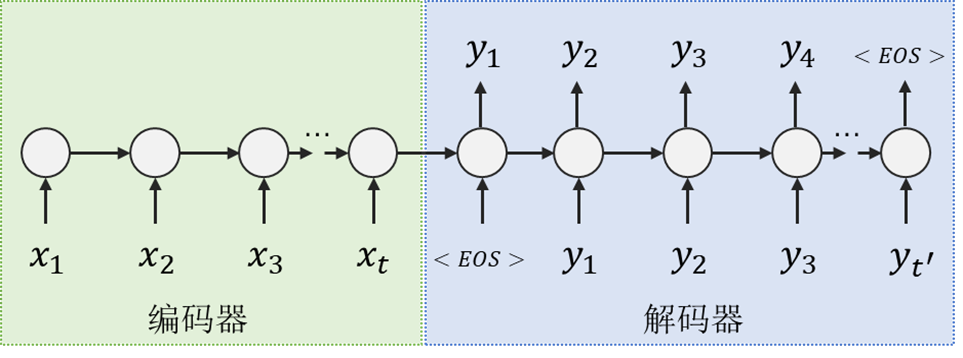 y₁ y₂ y₃ y₄ < EOS >
… …
x₁ x₂ x₃ xₜ < EOS > y₁ y₂ y₃ yₜ′
编码器 解码器